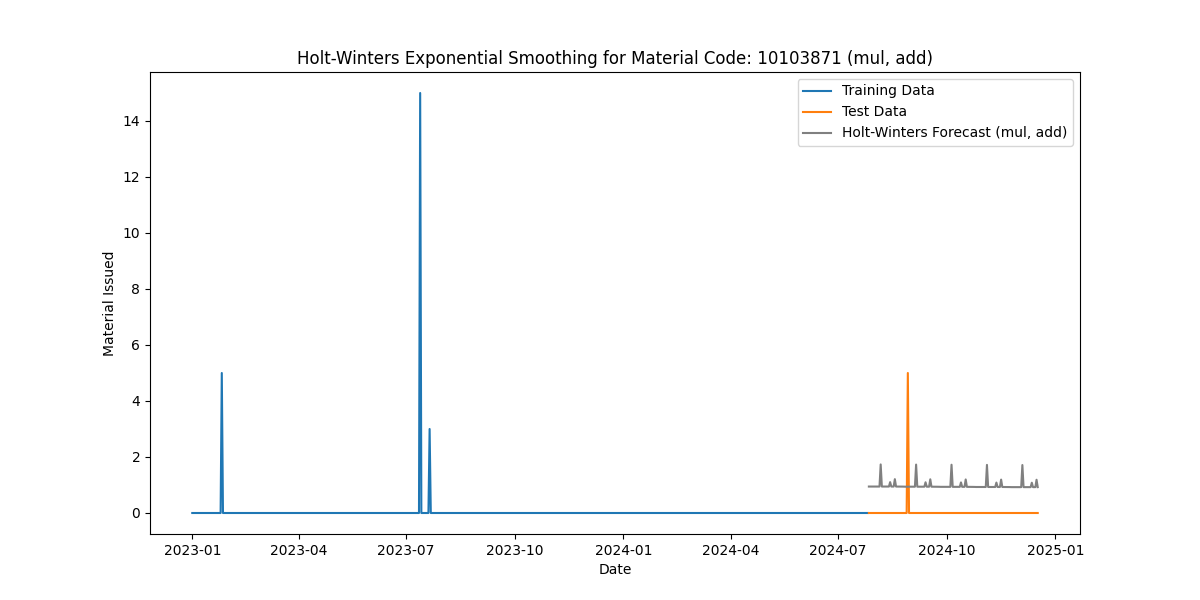 Holt-Winters Exponential Smoothing for Material Code: 10103871 (mul, add)
Training Data
Test Data
Holt-Winters Forecast (mul, add)
Material Issued
14
12
10
8
6
4
2
0
2023-01 2023-04 2023-07 2023-10 2024-01 2024-04 2024-07 2024-10 2025-01
Date